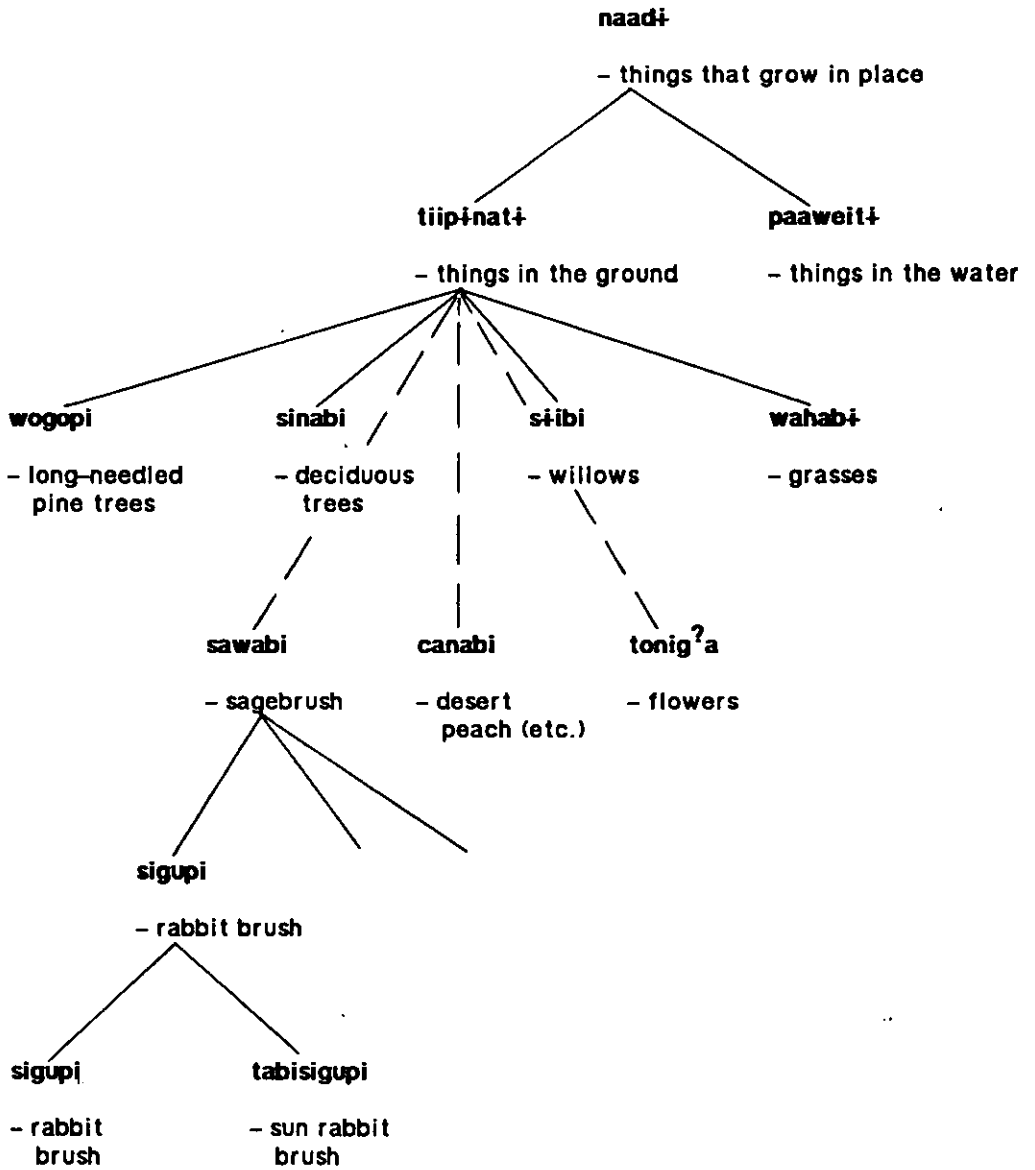 naadɨ
– things that grow in place
tiipɨnatɨ
paaweitɨ
– things in the ground
– things in the water
wogopi
sinabi
sɨibi
wahabɨ
– long-needled
pine trees
– deciduous
trees
– willows
– grasses
sawabi
canabi
tonig?a
– sagebrush
– desert
peach (etc.)
– flowers
sigupi
– rabbit brush
sigupi
tabisigupi
– rabbit
brush
– sun rabbit
brush